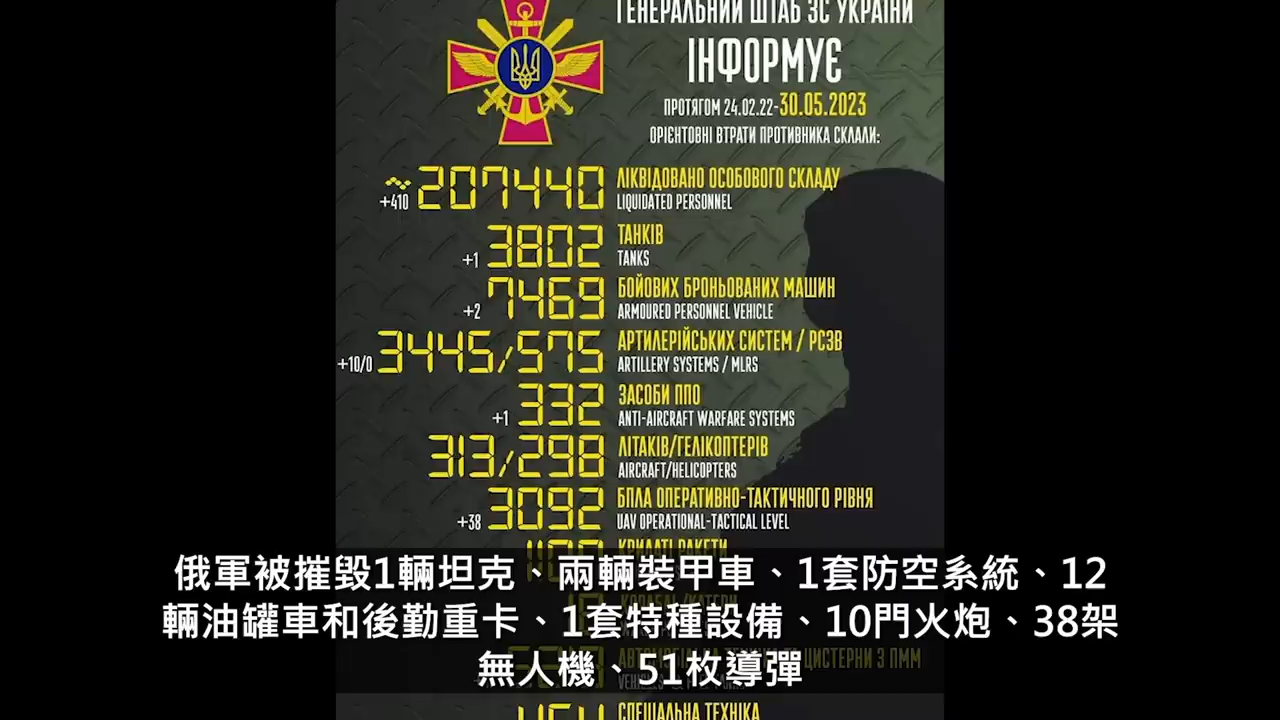 ГЕНЕРАЛЬНИЙ ШТАБ ЗС УКРАЇНИ
ІНФОРМУЄ
ПРОТЯГОМ 24.02.22-30.05.2023
ОРІЄНТОВНІ ВТРАТИ ПРОТИВНИКА СКЛАЛИ:
+410 ~207440 ЛІКВІДОВАНО ОСОБОВОГО СКЛАДУ
LIQUIDATED PERSONNEL
+1 3802 ТАНКІВ
TANKS
+2 7469 БОЙОВИХ БРОНЬОВАНИХ МАШИН
ARMOURED PERSONNEL VEHICLE
+10/0 3445/575 АРТИЛЕРІЙСЬКИХ СИСТЕМ / РСЗВ
ARTILLERY SYSTEMS / MLRS
+1 332 ЗАСОБИ ППО
ANTI-AIRCRAFT WARFARE SYSTEMS
313/298 ЛІТАКІВ/ГЕЛІКОПТЕРІВ
AIRCRAFT/HELICOPTERS
+38 3092 БПЛА ОПЕРАТИВНО-ТАКТИЧНОГО РІВНЯ
UAV OPERATIONAL-TACTICAL LEVEL
КРИЛАТІ РАКЕТИ
俄軍被摧毀1輛坦克、兩輛裝甲車、1套防空系統、12
輛油罐車和後勤重卡、1套特種設備、10門火炮、38架
無人機、51枚導彈
СПЕЦІАЛЬНА ТЕХНІКА